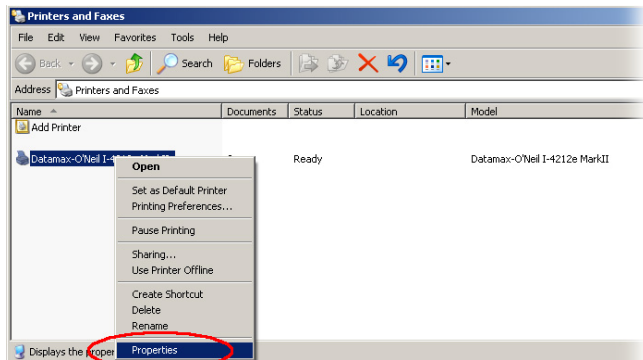 Printers and Faxes
File Edit View Favorites Tools Help
Back Search Folders
Address Printers and Faxes
Name Documents Status Location Model
Add Printer
Datamax-O'Neil I-4 Ready Datamax-O'Neil I-4212e MarkII
Open
Set as Default Printer
Printing Preferences...
Pause Printing
Sharing...
Use Printer Offline
Create Shortcut
Delete
Rename
Properties
Displays the proper